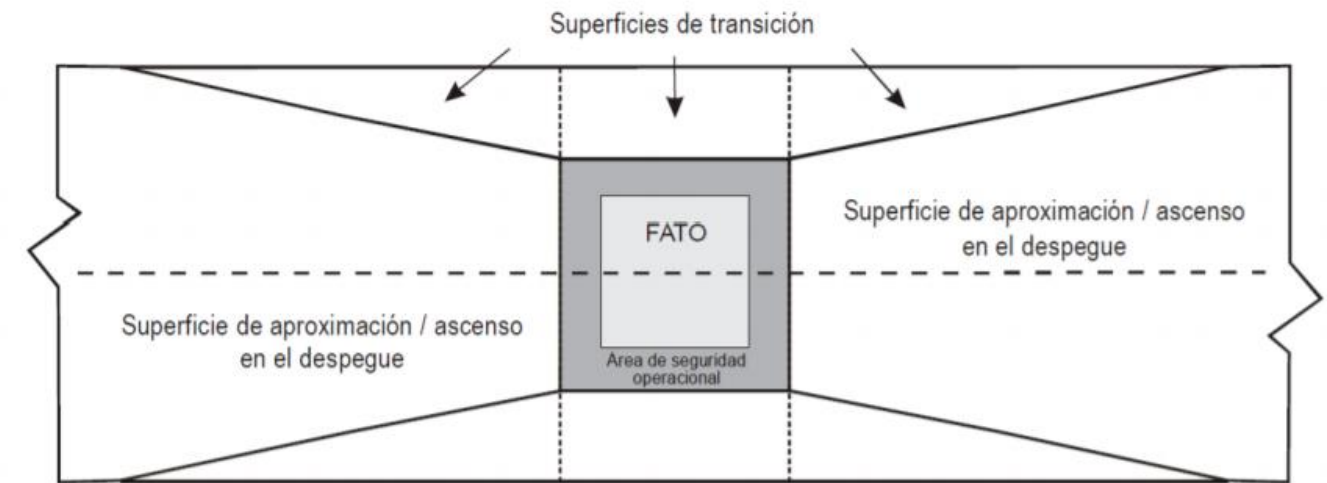 Superficies de transición
Superficie de aproximación / ascenso
en el despegue
FATO
Superficie de aproximación / ascenso
en el despegue
Area de seguridad
operacional